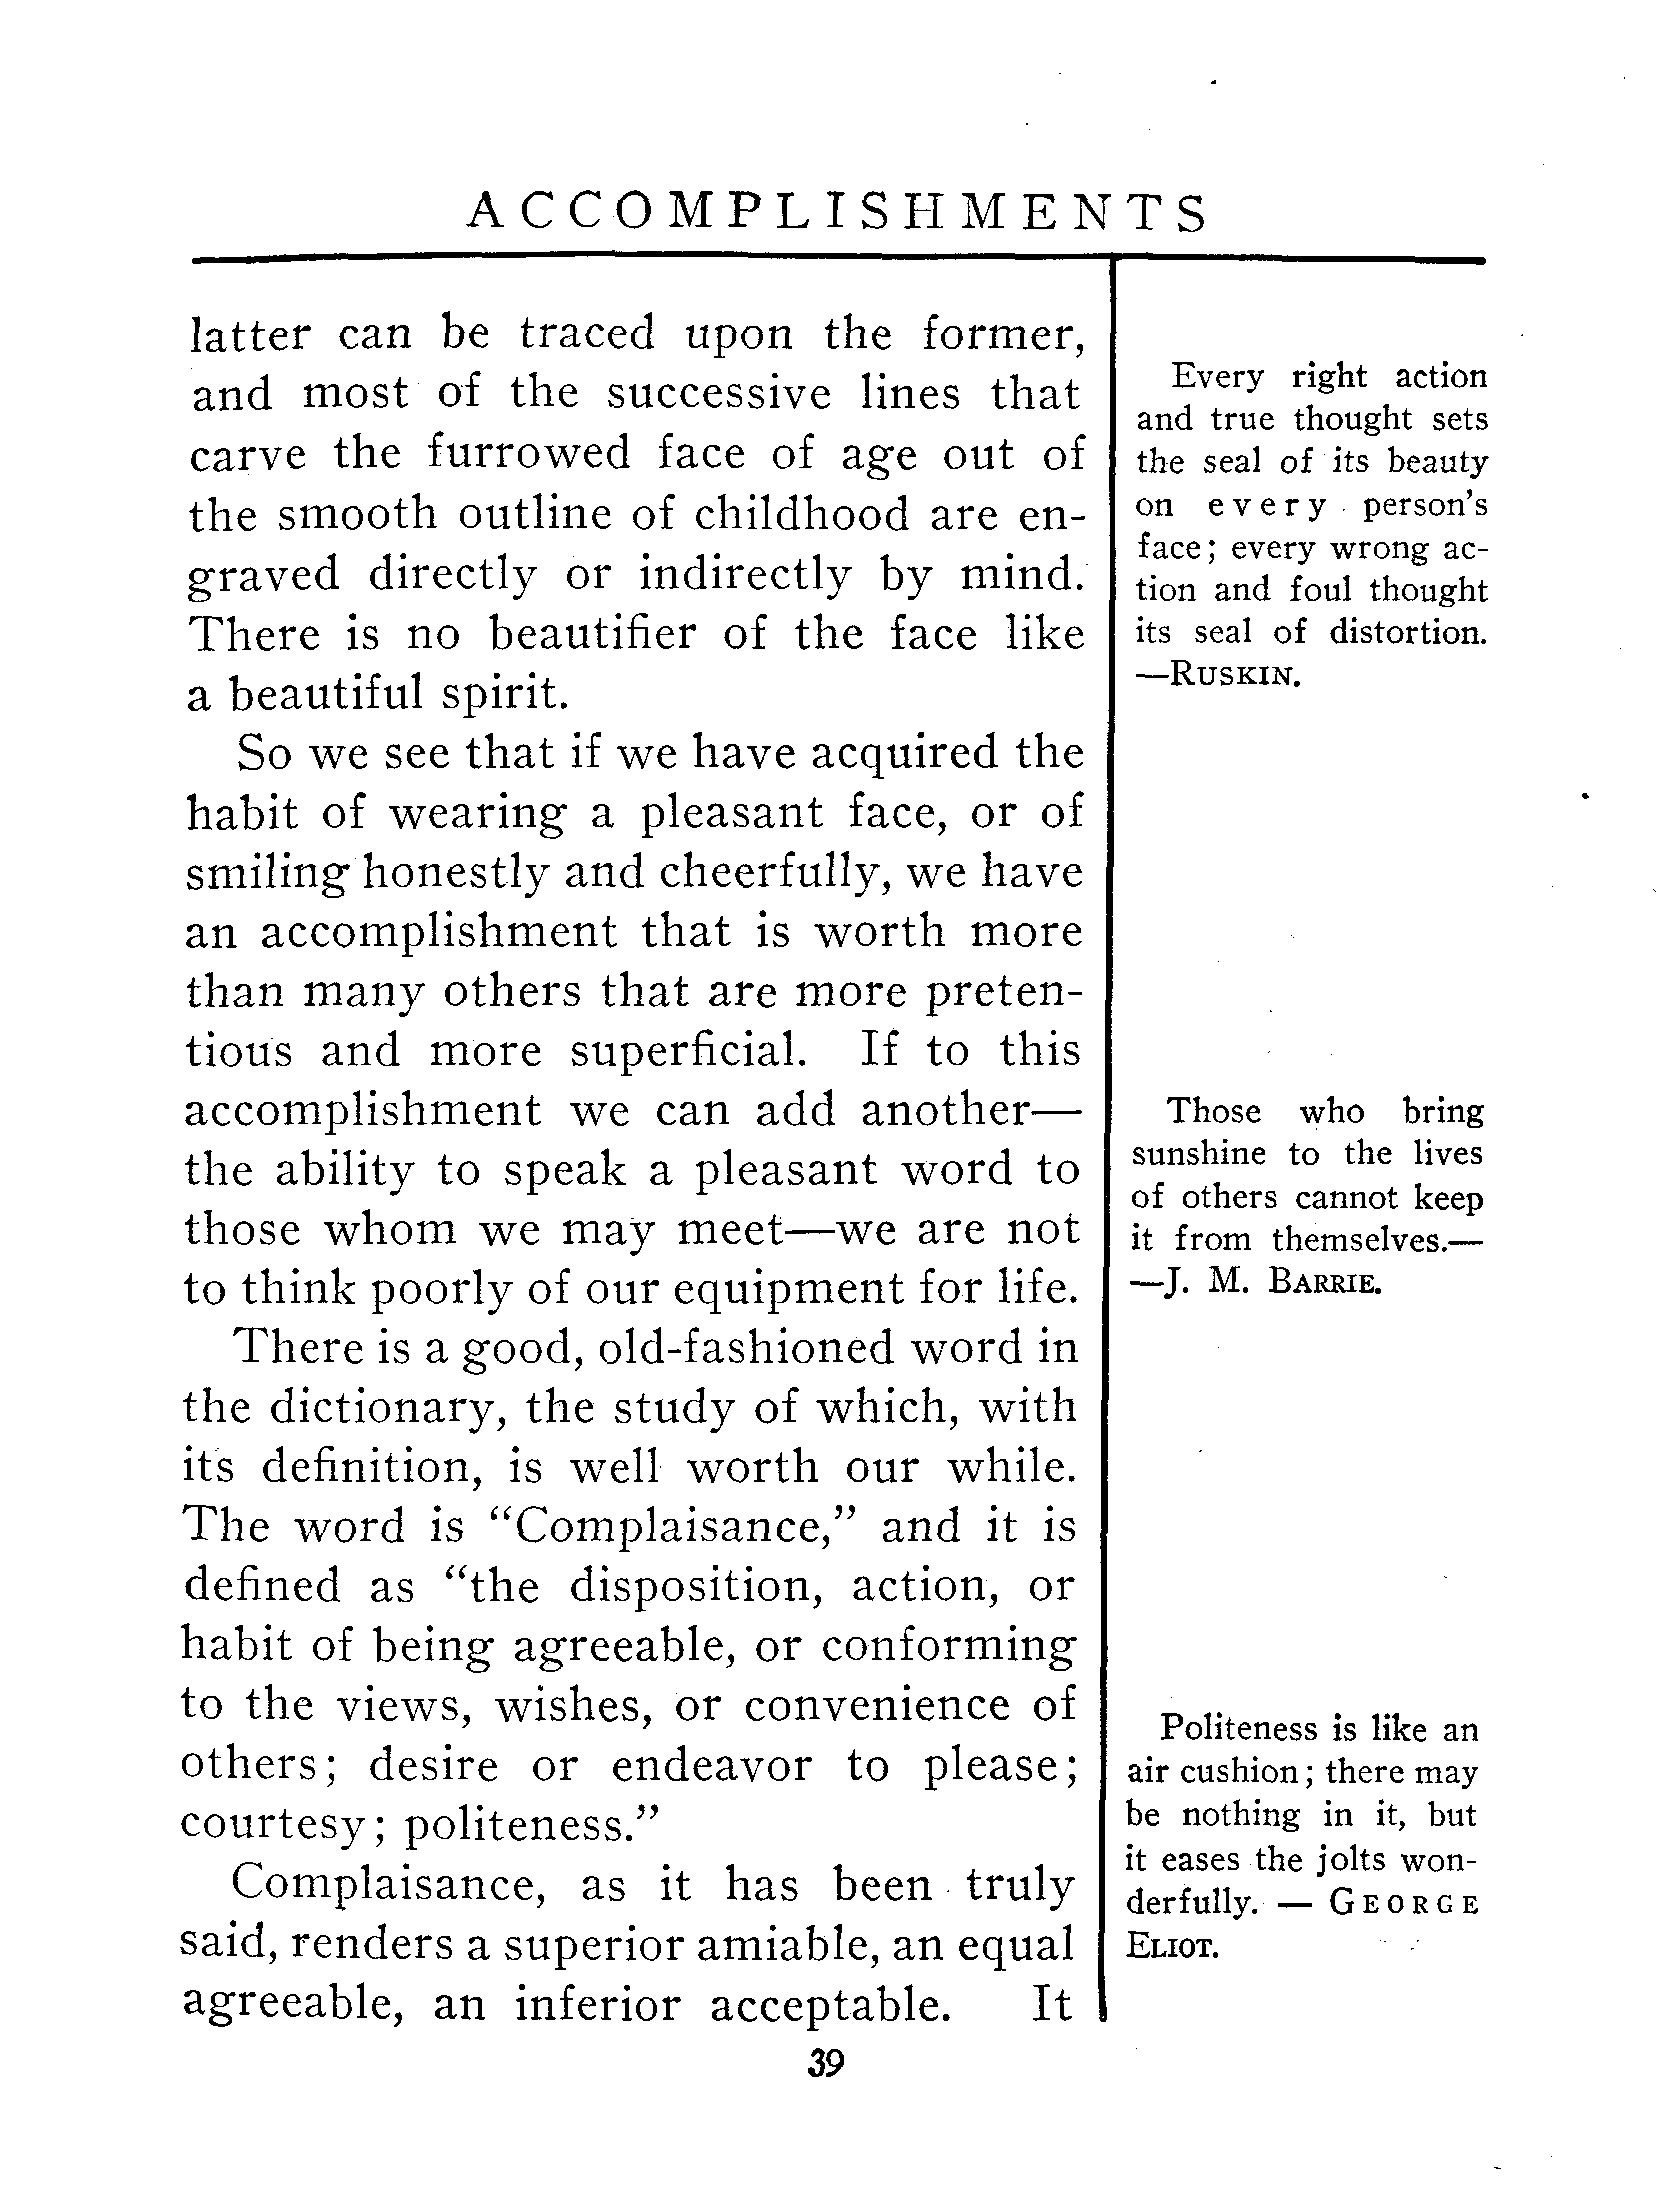 ACCOMPLISHMENTS
latter can be traced upon the former,
and most of the successive lines that
carve the furrowed face of age out of
the smooth outline of childhood are en-
graved directly or indirectly by mind.
There is no beautifier of the face like
a beautiful spirit.
So we see that if we have acquired the
habit of wearing a pleasant face, or of
smiling honestly and cheerfully, we have
an accomplishment that is worth more
than many others that are more preten-
tious and more superficial. If to this
accomplishment we can add another—
the ability to speak a pleasant word to
those whom we may meet—we are not
to think poorly of our equipment for life.
There is a good, old-fashioned word in
the dictionary, the study of which, with
its definition, is well worth our while.
The word is "Complaisance," and it is
defined as "the disposition, action, or
habit of being agreeable, or conforming
to the views, wishes, or convenience of
others; desire or endeavor to please;
courtesy; politeness."
Complaisance, as it has been truly
said, renders a superior amiable, an equal
agreeable, an inferior acceptable. It
Every right action
and true thought sets
the seal of its beauty
on every person's
face; every wrong ac-
tion and foul thought
its seal of distortion.
—RUSKIN.
Those who bring
sunshine to the lives
of others cannot keep
it from themselves.—
—J. M. BARRIE.
Politeness is like an
air cushion; there may
be nothing in it, but
it eases the jolts won-
derfully. — GEORGE
ELIOT.
39